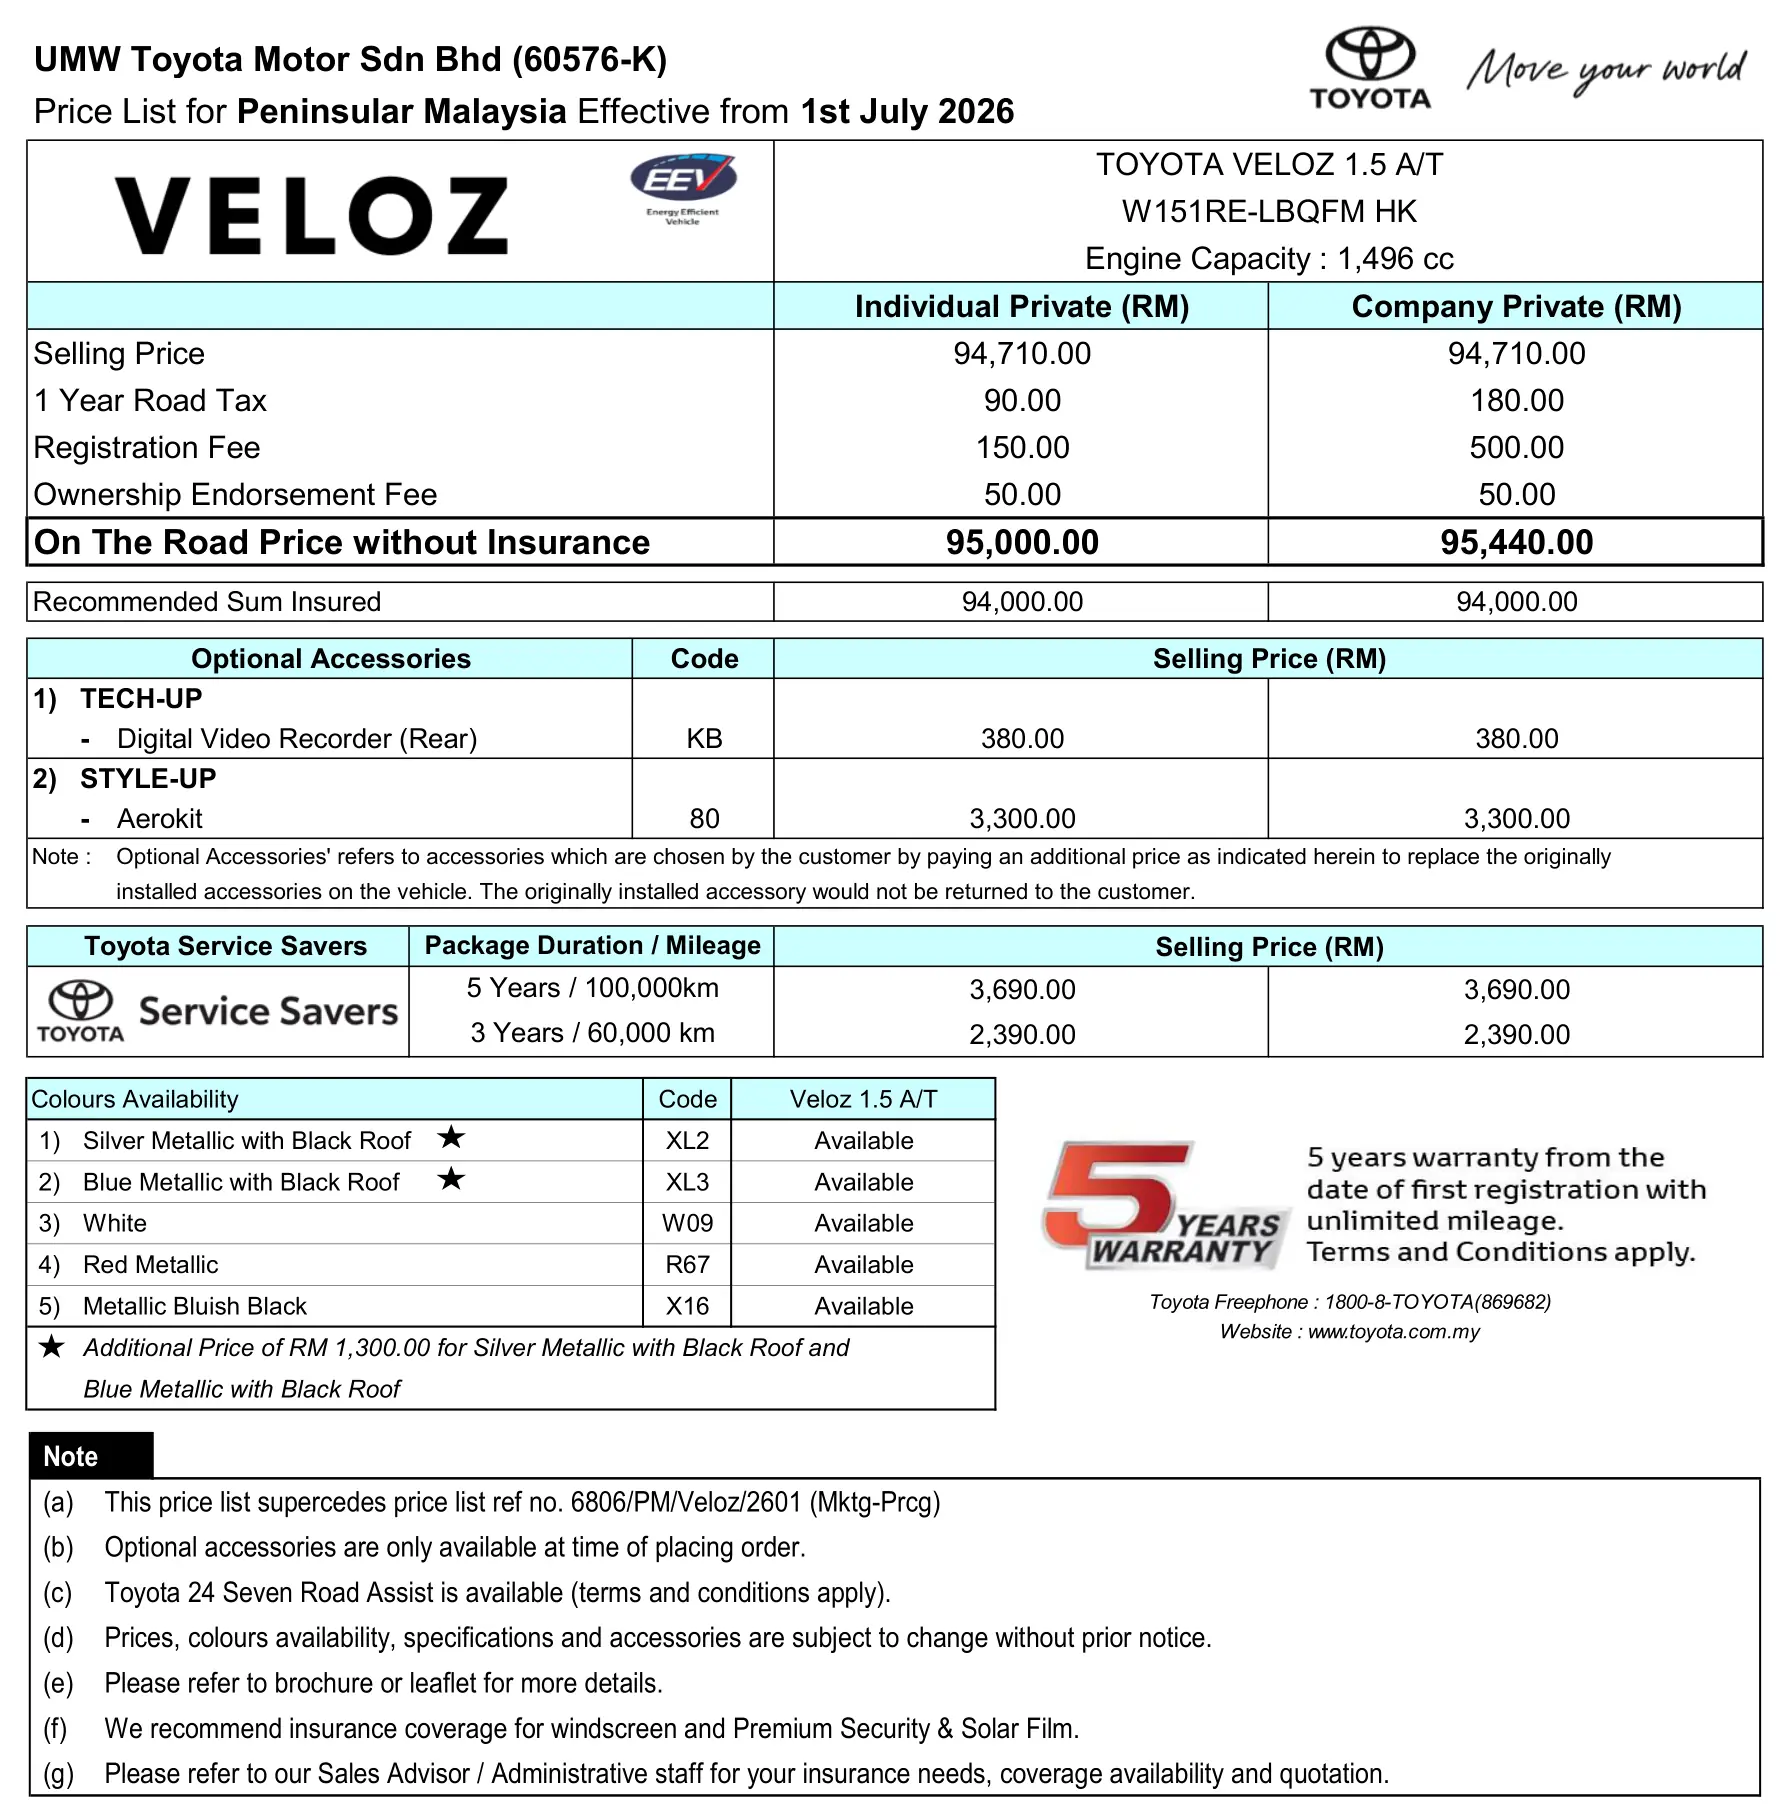 UMW Toyota Motor Sdn Bhd (60576-K)
Price List for Peninsular Malaysia Effective from 1st July 2026
TOYOTA
Move your world
VELOZ
EEV
Energy Efficient
Vehicle
TOYOTA VELOZ 1.5 A/T
W151RE-LBQFM HK
Engine Capacity : 1,496 cc
Individual Private (RM) Company Private (RM)
Selling Price 94,710.00 94,710.00
1 Year Road Tax 90.00 180.00
Registration Fee 150.00 500.00
Ownership Endorsement Fee 50.00 50.00
On The Road Price without Insurance 95,000.00 95,440.00
Recommended Sum Insured 94,000.00 94,000.00
Optional Accessories Code Selling Price (RM)
1) TECH-UP
- Digital Video Recorder (Rear) KB 380.00 380.00
2) STYLE-UP
- Aerokit 80 3,300.00 3,300.00
Note : Optional Accessories' refers to accessories which are chosen by the customer by paying an additional price as indicated herein to replace the originally
installed accessories on the vehicle. The originally installed accessory would not be returned to the customer.
Toyota Service Savers Package Duration / Mileage Selling Price (RM)
TOYOTA Service Savers
5 Years / 100,000km 3,690.00 3,690.00
3 Years / 60,000 km 2,390.00 2,390.00
Colours Availability Code Veloz 1.5 A/T
1) Silver Metallic with Black Roof ★ XL2 Available
2) Blue Metallic with Black Roof ★ XL3 Available
3) White W09 Available
4) Red Metallic R67 Available
5) Metallic Bluish Black X16 Available
★ Additional Price of RM 1,300.00 for Silver Metallic with Black Roof and
Blue Metallic with Black Roof
5 YEARS
WARRANTY
5 years warranty from the
date of first registration with
unlimited mileage.
Terms and Conditions apply.
Toyota Freephone : 1800-8-TOYOTA(869682)
Website : www.toyota.com.my
Note
(a) This price list supercedes price list ref no. 6806/PM/Veloz/2601 (Mktg-Prcg)
(b) Optional accessories are only available at time of placing order.
(c) Toyota 24 Seven Road Assist is available (terms and conditions apply).
(d) Prices, colours availability, specifications and accessories are subject to change without prior notice.
(e) Please refer to brochure or leaflet for more details.
(f) We recommend insurance coverage for windscreen and Premium Security & Solar Film.
(g) Please refer to our Sales Advisor / Administrative staff for your insurance needs, coverage availability and quotation.